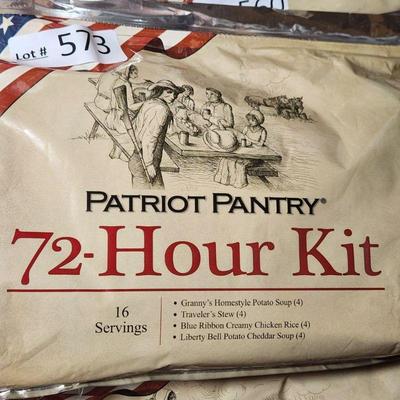 Lot # 573
560
PATRIOT PANTRY®
72-Hour Kit
16
Servings
• Granny's Homestyle Potato Soup (4)
• Traveler's Stew (4)
• Blue Ribbon Creamy Chicken Rice (4)
• Liberty Bell Potato Cheddar Soup (4)